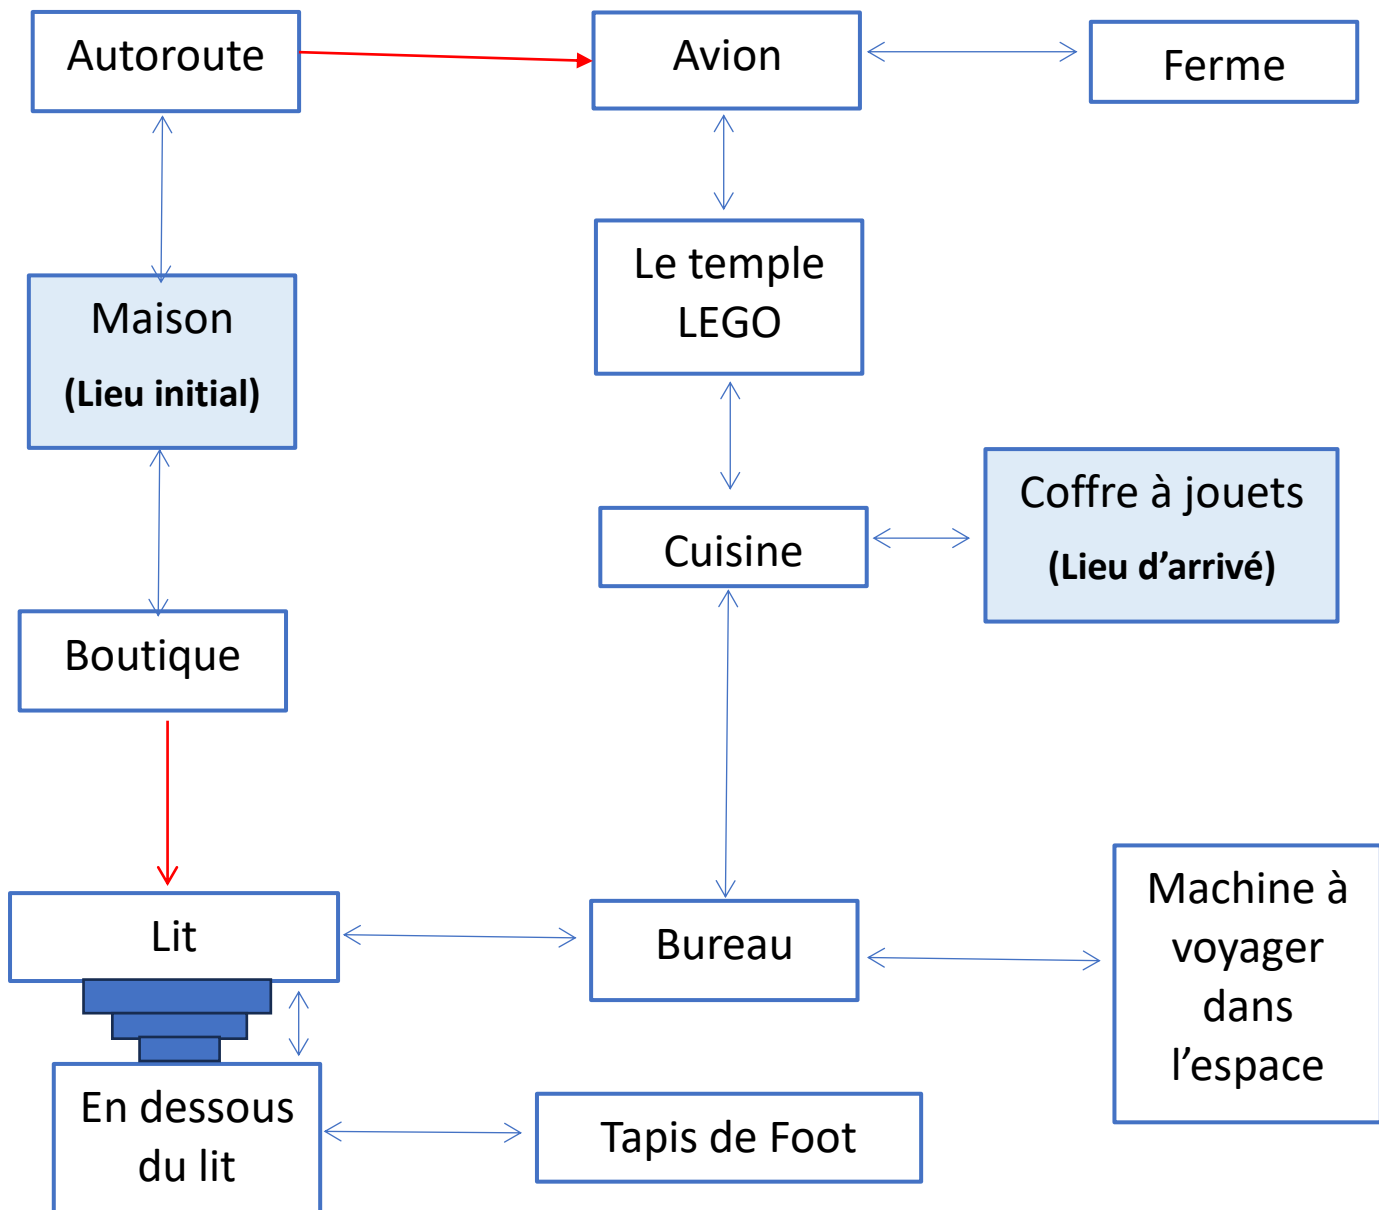 Autoroute
Avion
Ferme
Le temple
LEGO
Maison
(Lieu initial)
Coffre à jouets
(Lieu d’arrivé)
Cuisine
Boutique
Lit
Bureau
Machine à
voyager
dans
l’espace
En dessous
du lit
Tapis de Foot